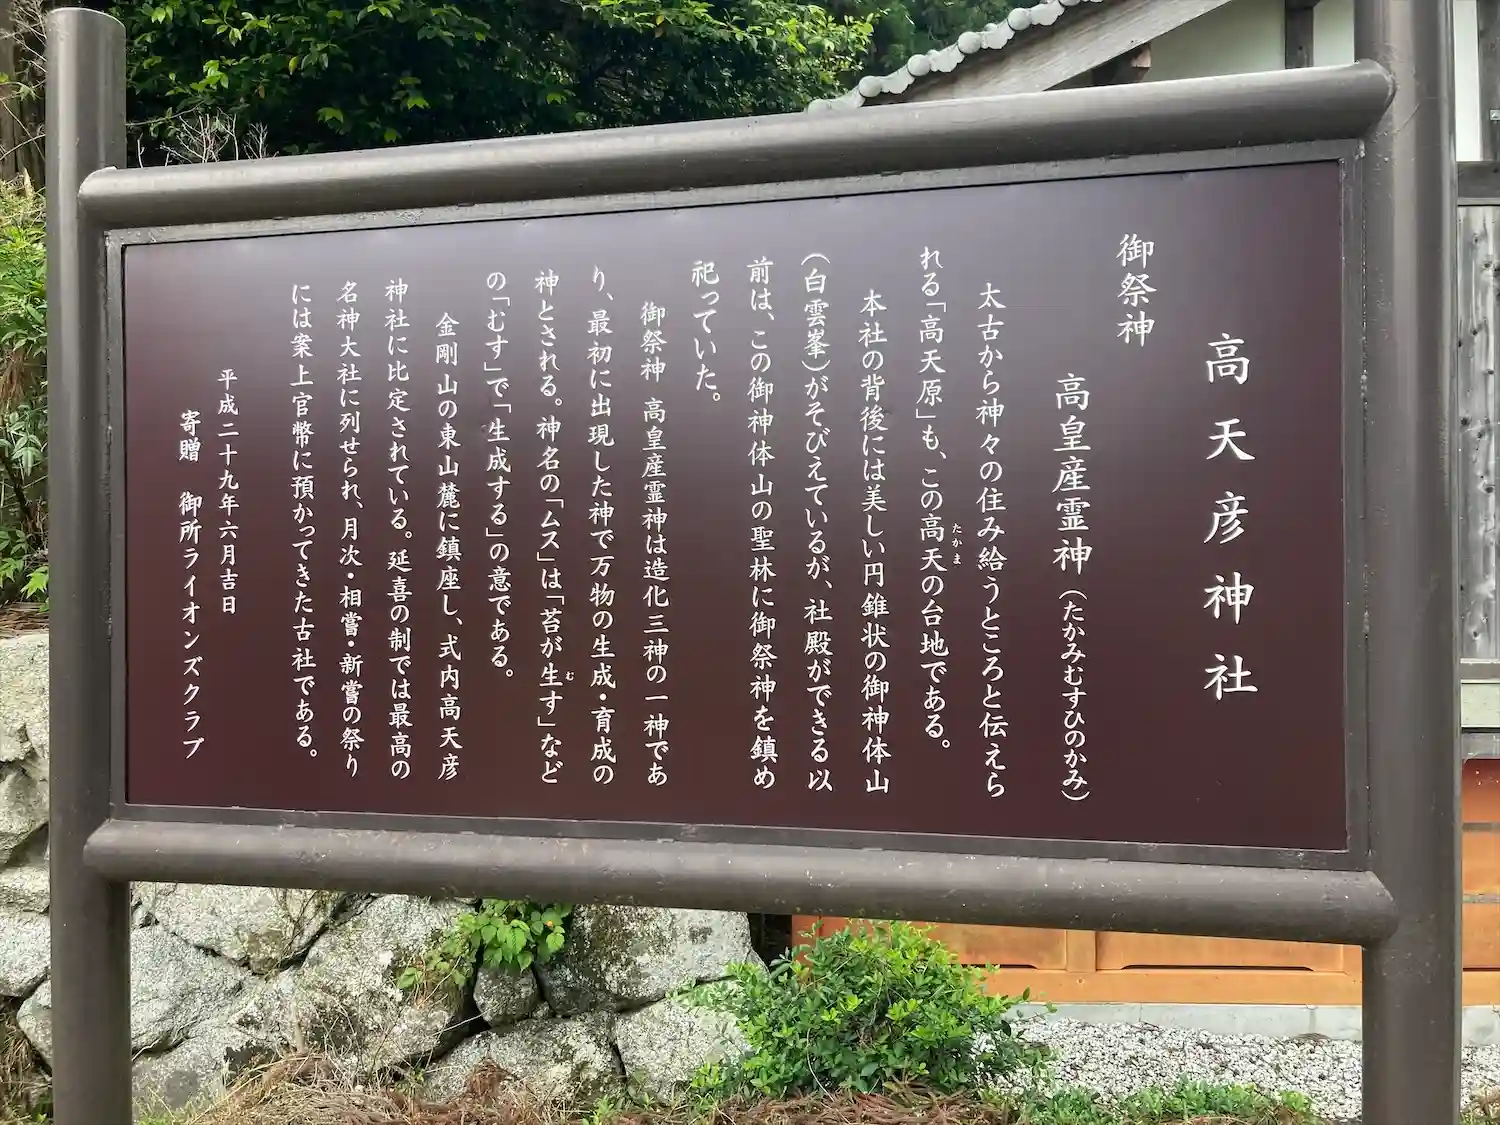 高天彦神社
御祭神
高皇産霊神(たかみむすひのかみ)
太古から神々の住み給うところと伝えら
れる「高天原」も、この高天の台地である。
たかま
本社の背後には美しい円錐状の御神体山
(白雲峯)がそびえているが、社殿ができる以
前は、この御神体山の聖林に御祭神を鎮め
祀っていた。
御祭神 高皇産霊神は造化三神の一神であ
り、最初に出現した神で万物の生成・育成の
神とされる。神名の「ムス」は「苔が生す」など
む
の「むす」で「生成する」の意である。
金剛山の東山麓に鎮座し、式内高天彦
神社に比定されている。延喜の制では最高の
名神大社に列せられ、月次・相嘗・新嘗の祭り
には案上官幣に預かってきた古社である。
平成二十九年六月吉日
寄贈 御所ライオンズクラブ